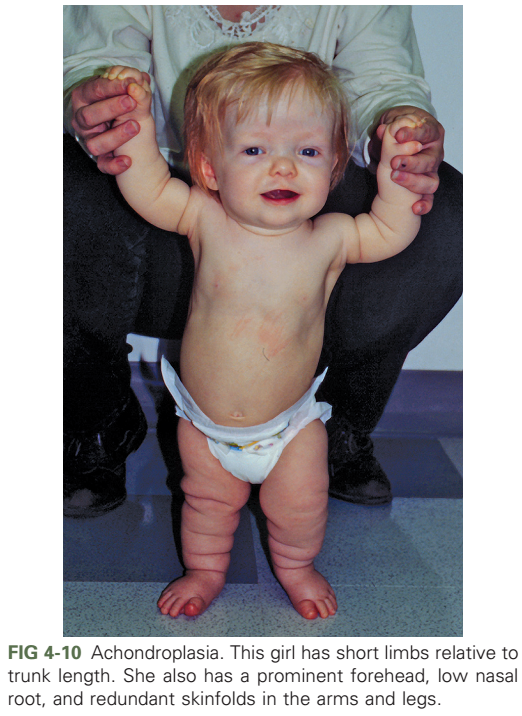 FIG 4-10 Achondroplasia. This girl has short limbs relative to
trunk length. She also has a prominent forehead, low nasal
root, and redundant skinfolds in the arms and legs.